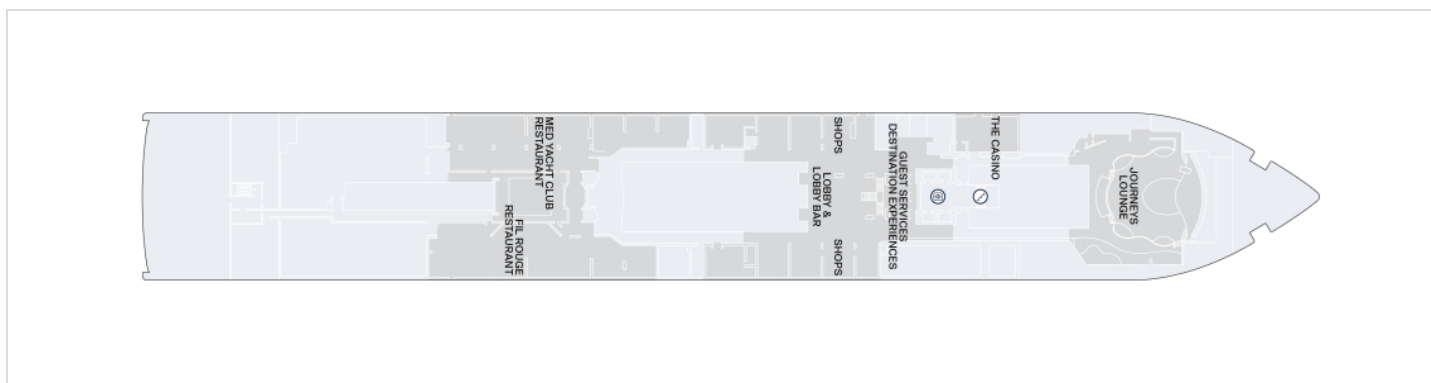 MED YACHT CLUB
RESTAURANT
FIL ROUGE
RESTAURANT
SHOPS
LOBBY &
LOBBY BAR
SHOPS
GUEST SERVICES
DESTINATION EXPERIENCES
THE CASINO
JOURNEYS
LOUNGE